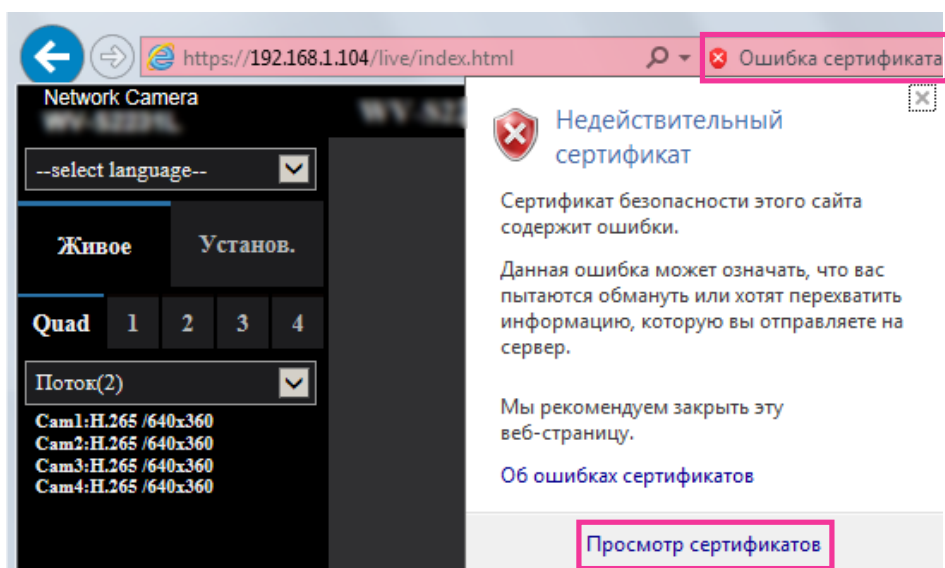 https://192.168.1.104/live/index.html
Ошибка сертификата
Network Camera
--select language--
Живое
Установ.
Quad 1 2 3 4
Поток(2)
Cam1:H.265 /640x360
Cam2:H.265 /640x360
Cam3:H.265 /640x360
Cam4:H.265 /640x360
Недействительный
сертификат
Сертификат безопасности этого сайта
содержит ошибки.
Данная ошибка может означать, что вас
пытаются обмануть или хотят перехватить
информацию, которую вы отправляете на
сервер.
Мы рекомендуем закрыть эту
веб-страницу.
Об ошибках сертификатов
Просмотр сертификатов